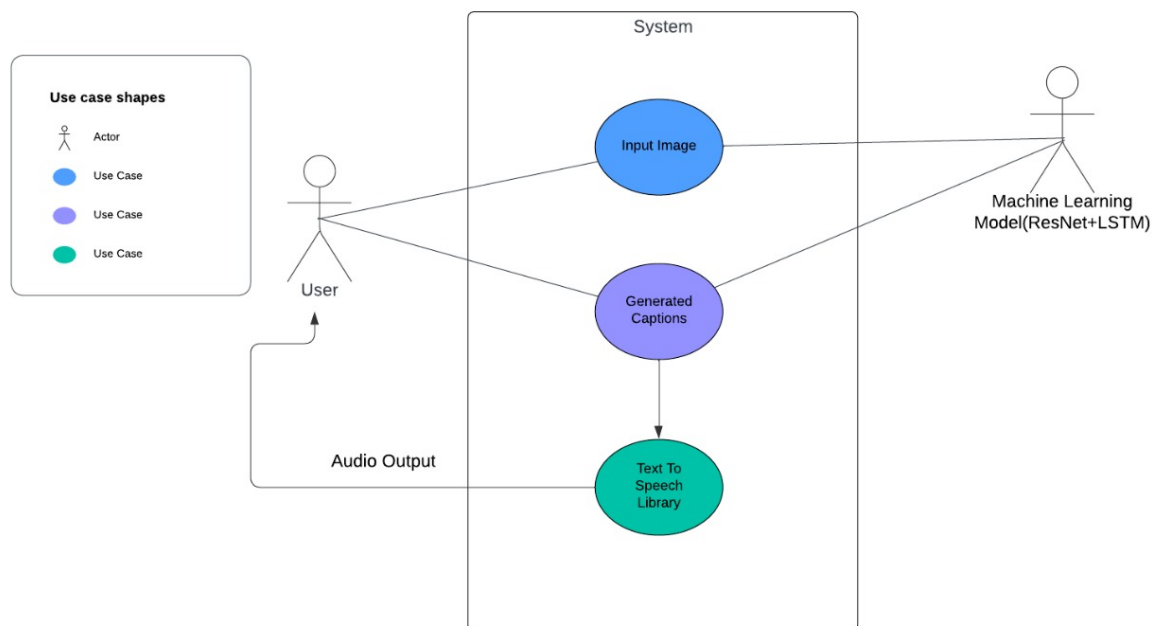 System
Use case shapes
Actor
Use Case
Use Case
Use Case
Input Image
User
Machine Learning
Model(ResNet+LSTM)
Generated
Captions
Audio Output
Text To
Speech
Library